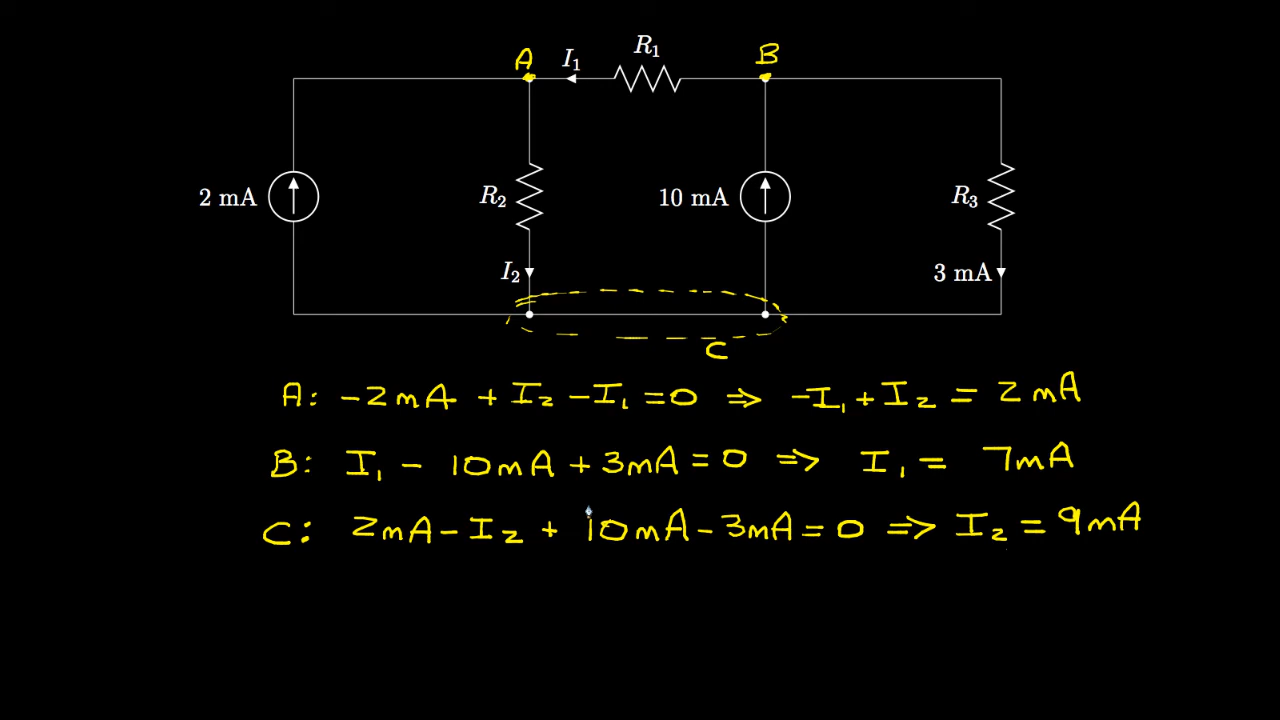 A I₁ R₁ B
2 mA R₂ 10 mA R₃
I₂ 3 mA
C
A: -2mA + I₂ - I₁ = 0 ⇒ -I₁ + I₂ = 2mA
B: I₁ - 10mA + 3mA = 0 ⇒ I₁ = 7mA
C: 2mA - I₂ + 10mA - 3mA = 0 ⇒ I₂ = 9mA